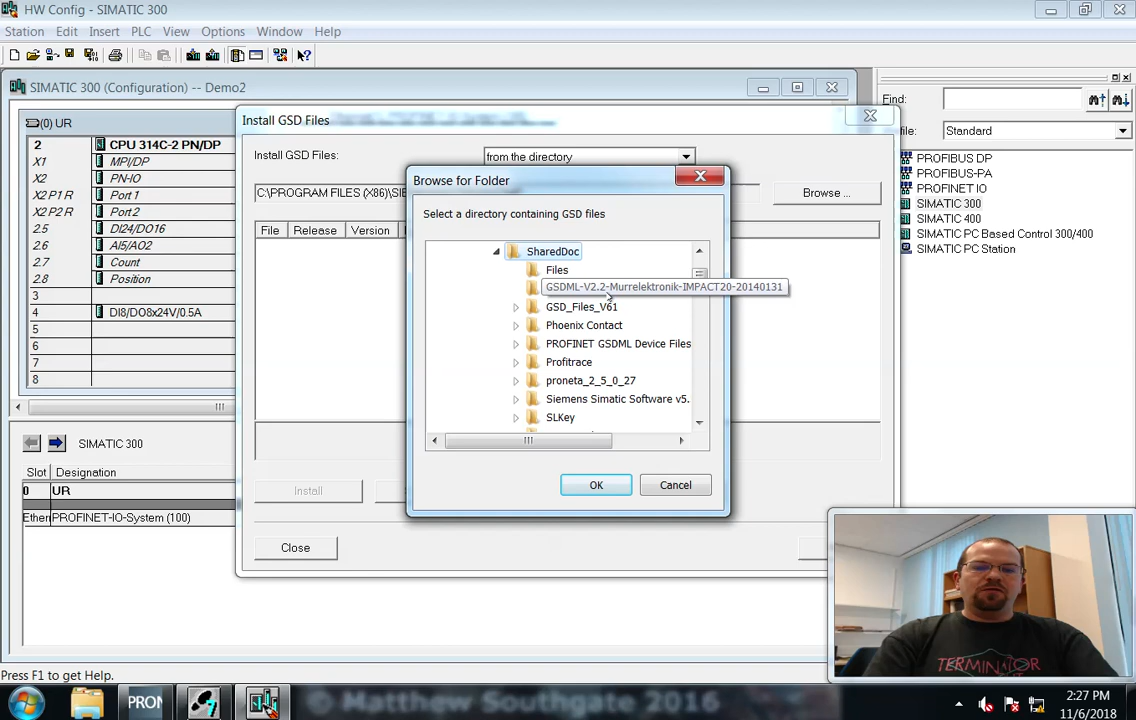 HW Config - SIMATIC 300
Station Edit Insert PLC View Options Window Help
SIMATIC 300 (Configuration) -- Demo2
(0) UR
2 CPU 314C-2 PN/DP
X1 MPI/DP
X2 PN-IO
X2 P1 R Port 1
X2 P2 R Port 2
2.5 DI24/DO16
2.6 AI5/AO2
2.7 Count
2.8 Position
3
4 DI8/DO8x24V/0.5A
5
6
7
8
SIMATIC 300
Slot Designation
0 UR
Ether PROFINET-IO-System (100)
Install GSD Files
Install GSD Files: from the directory
C:\PROGRAM FILES (X86)\SIE
Browse ...
File Release Version
Install
Close
Browse for Folder
Select a directory containing GSD files
SharedDoc
Files
GSDML-V2.2-Murrelektronik-IMPACT20-20140131
GSD_Files_V61
Phoenix Contact
PROFINET GSDML Device Files
Profitrace
proneta_2_5_0_27
Siemens Simatic Software v5.
SLKey
OK Cancel
Find:
Standard
PROFIBUS DP
PROFIBUS-PA
PROFINET IO
SIMATIC 300
SIMATIC 400
SIMATIC PC Based Control 300/400
SIMATIC PC Station
TERMINATOR
Press F1 to get Help.
PRON
© Matthew Southgate 2016
2:27 PM
11/6/2018